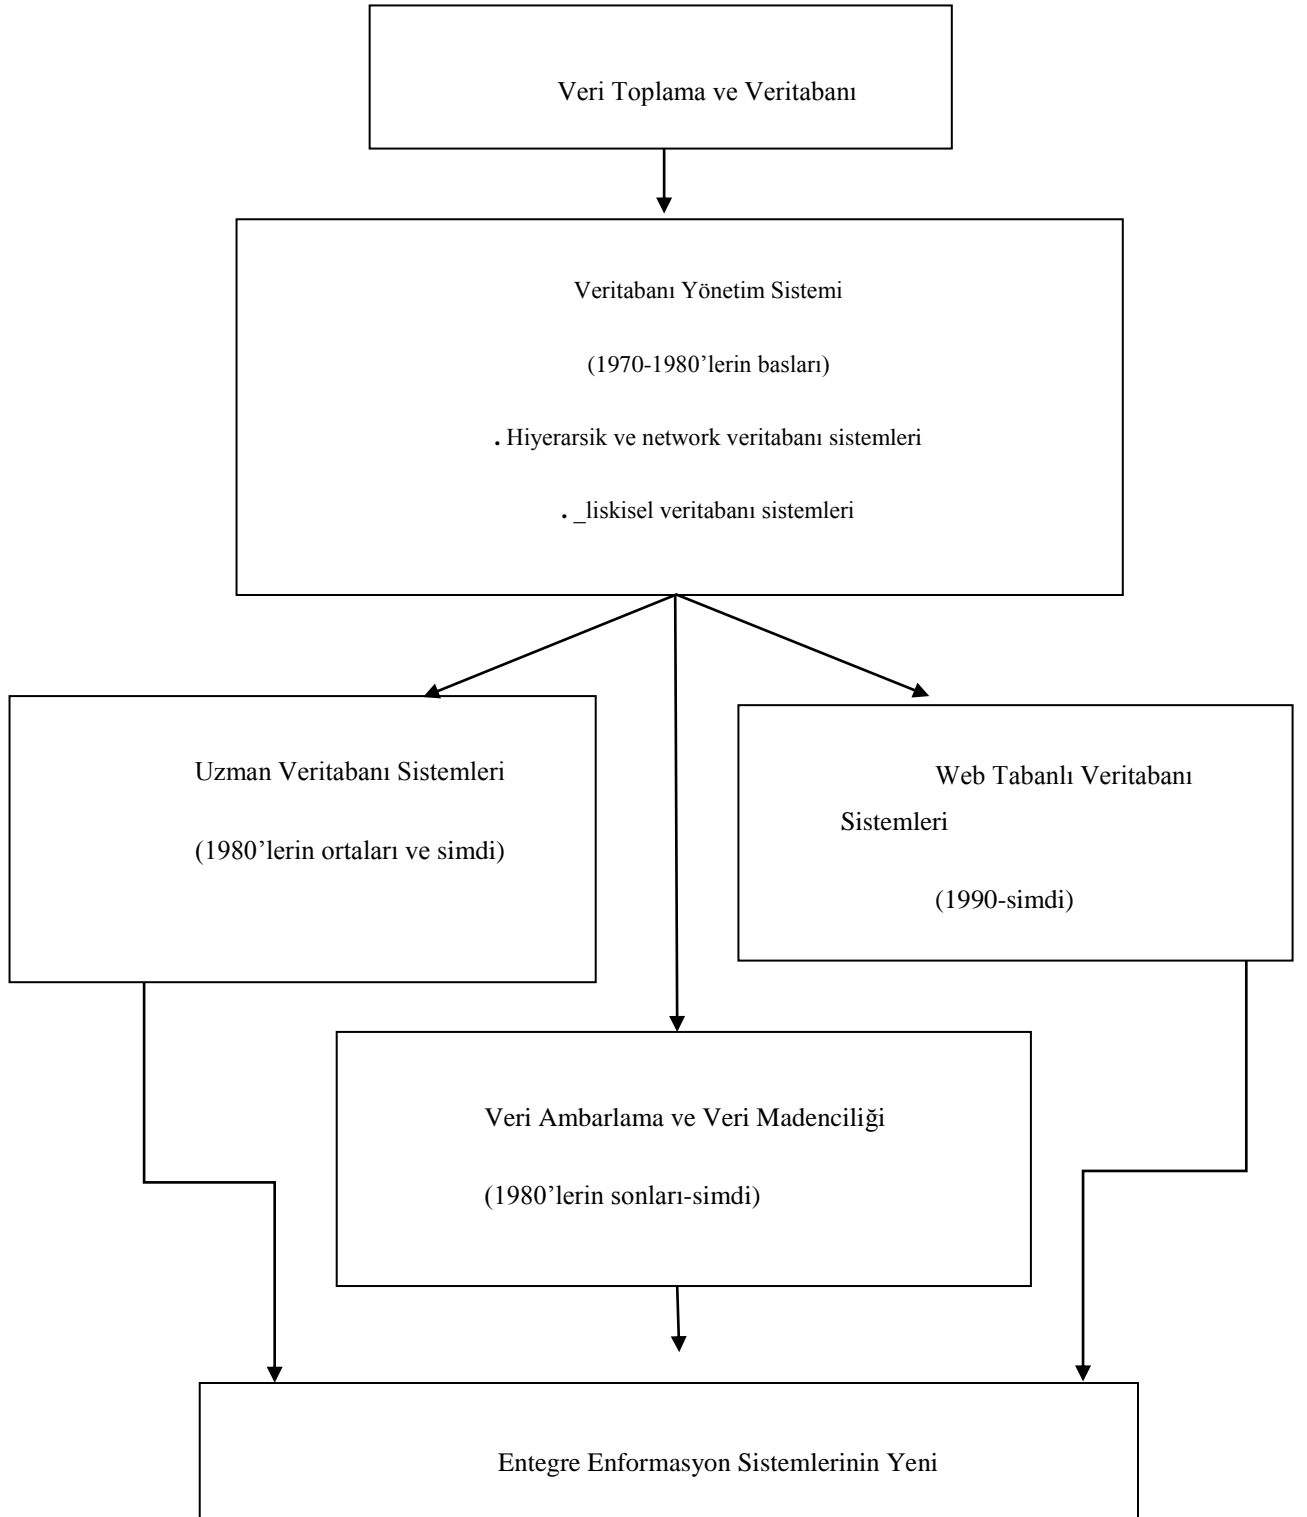 Veri Toplama ve Veritabanı
Veritabanı Yönetim Sistemi
(1970-1980’lerin basları)
. Hiyerarsik ve network veritabanı sistemleri
. _liskisel veritabanı sistemleri
Uzman Veritabanı Sistemleri
(1980’lerin ortaları ve simdi)
Web Tabanlı Veritabanı
Sistemleri
(1990-simdi)
Veri Ambarlama ve Veri Madenciliği
(1980’lerin sonları-simdi)
Entegre Enformasyon Sistemlerinin Yeni